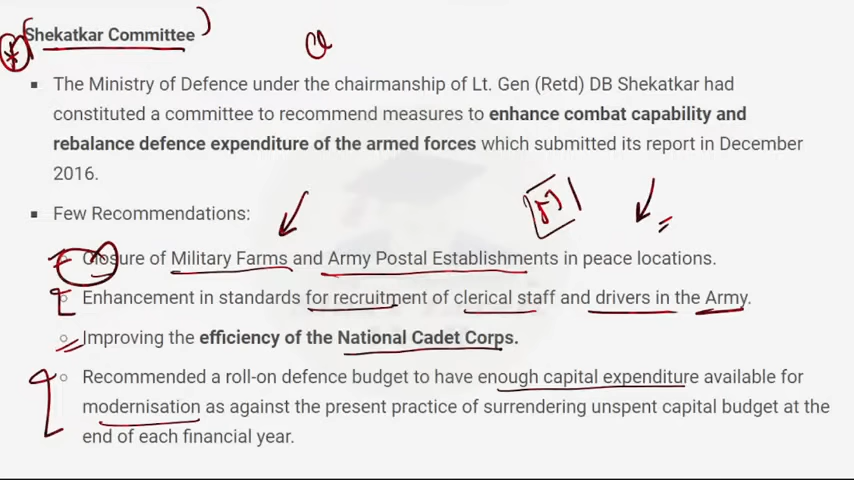 Shekatkar Committee
The Ministry of Defence under the chairmanship of Lt. Gen (Retd) DB Shekatkar had
constituted a committee to recommend measures to enhance combat capability and
rebalance defence expenditure of the armed forces which submitted its report in December
2016.
Few Recommendations:
Closure of Military Farms and Army Postal Establishments in peace locations.
Enhancement in standards for recruitment of clerical staff and drivers in the Army.
Improving the efficiency of the National Cadet Corps.
Recommended a roll-on defence budget to have enough capital expenditure available for
modernisation as against the present practice of surrendering unspent capital budget at the
end of each financial year.